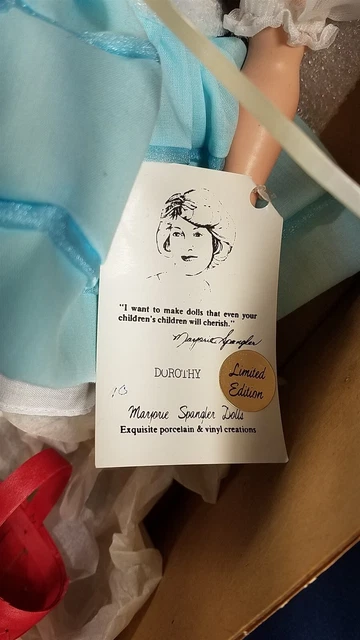 "I want to make dolls that even your
children's children will cherish."
Marjorie Spangler
DOROTHY
Limited
Edition
Marjorie Spangler Dolls
Exquisite porcelain & vinyl creations